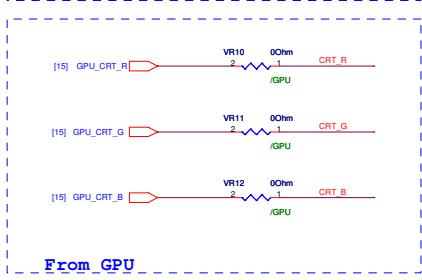 VR10 0Ohm
[15] GPU_CRT_R 2 1 CRT_R
/GPU
VR11 0Ohm
[15] GPU_CRT_G 2 1 CRT_G
/GPU
VR12 0Ohm
[15] GPU_CRT_B 2 1 CRT_B
/GPU
From GPU